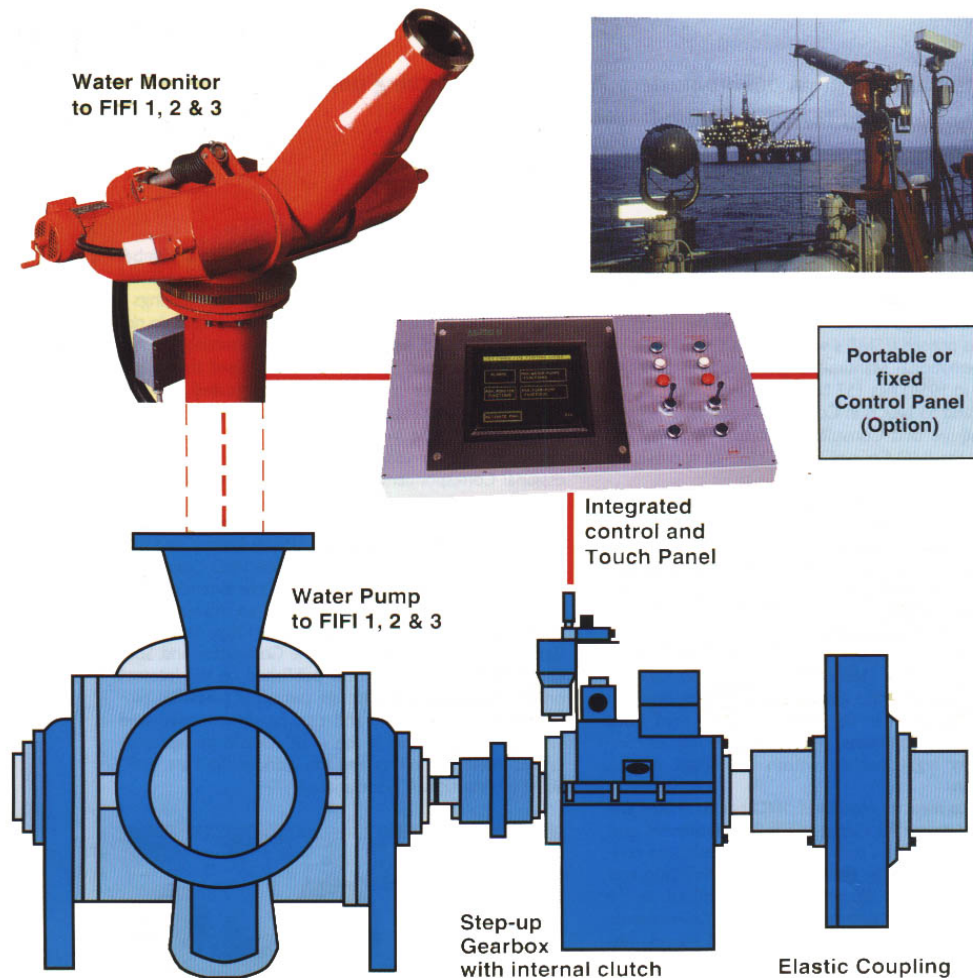 Water Monitor
to FIFI 1, 2 & 3
Portable or
fixed
Control Panel
(Option)
Integrated
control and
Touch Panel
Water Pump
to FIFI 1, 2 & 3
Step-up
Gearbox
with internal clutch
Elastic Coupling